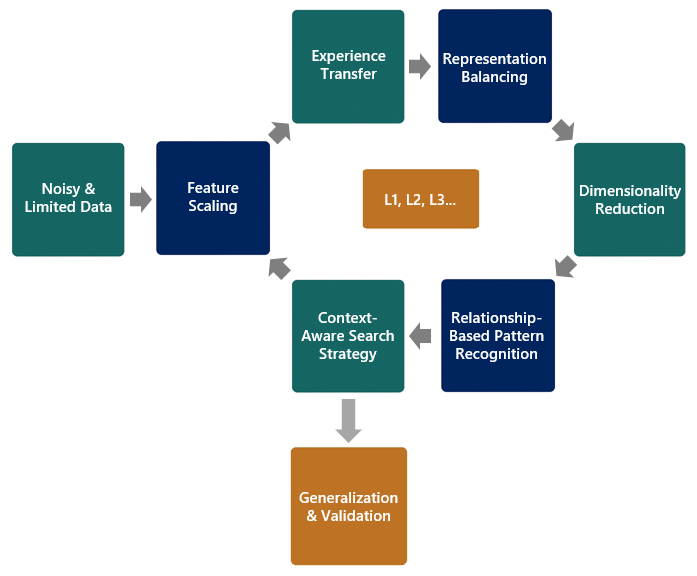 Experience
Transfer
Representation
Balancing
Noisy &
Limited Data
Feature
Scaling
L1, L2, L3...
Dimensionality
Reduction
Context-
Aware Search
Strategy
Relationship-
Based Pattern
Recognition
Generalization
& Validation